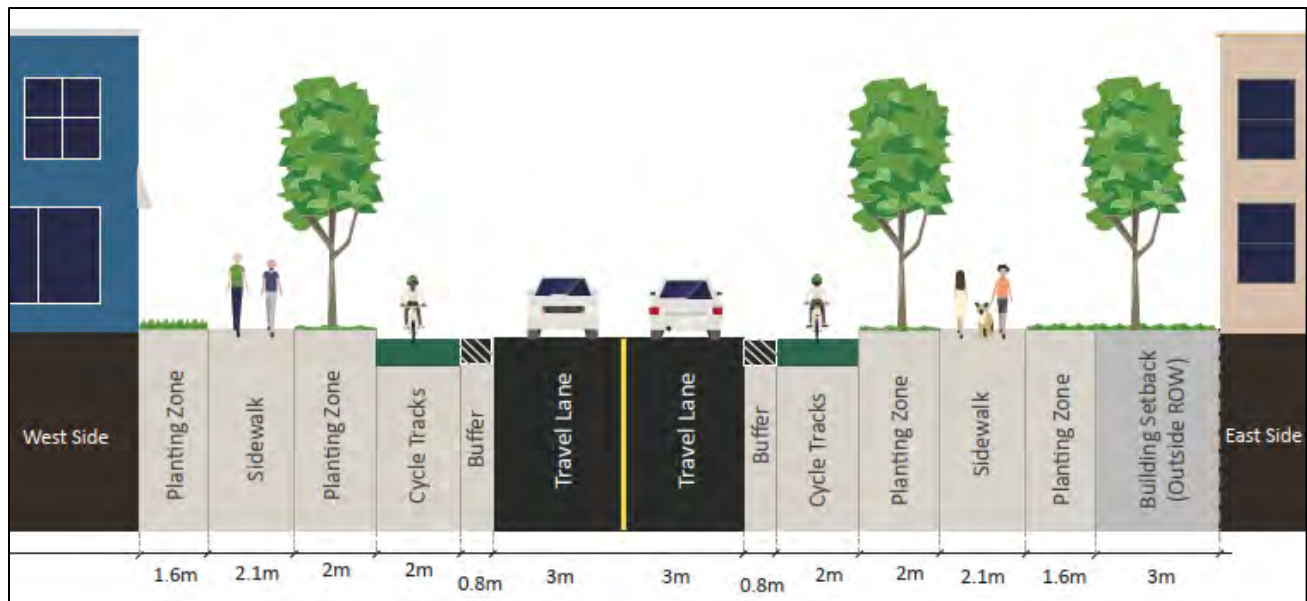 West Side
Planting Zone
Sidewalk
Planting Zone
Cycle Tracks
Buffer
Travel Lane
Travel Lane
Buffer
Cycle Tracks
Planting Zone
Sidewalk
Planting Zone
Building Setback
(Outside ROW)
East Side
1.6m
2.1m
2m
2m
0.8m
3m
3m
0.8m
2m
2m
2.1m
1.6m
3m